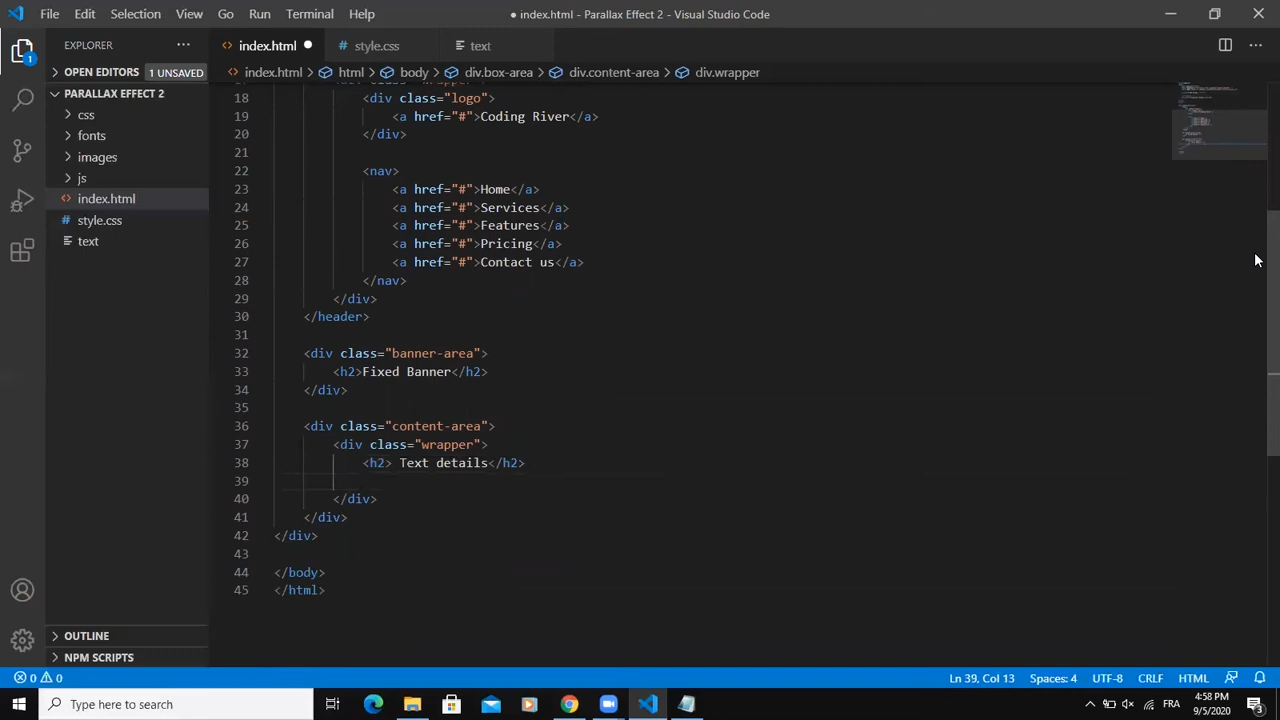 File Edit Selection View Go Run Terminal Help
● index.html - Parallax Effect 2 - Visual Studio Code
EXPLORER
index.html
style.css
text
OPEN EDITORS 1 UNSAVED
index.html > html > body > div.box-area > div.content-area > div.wrapper
PARALLAX EFFECT 2
css
fonts
images
js
index.html
style.css
text
18 <div class="logo">
19 <a href="#">Coding River</a>
20 </div>
21
22 <nav>
23 <a href="#">Home</a>
24 <a href="#">Services</a>
25 <a href="#">Features</a>
26 <a href="#">Pricing</a>
27 <a href="#">Contact us</a>
28 </nav>
29 </div>
30 </header>
31
32 <div class="banner-area">
33 <h2>Fixed Banner</h2>
34 </div>
35
36 <div class="content-area">
37 <div class="wrapper">
38 <h2> Text details</h2>
39
40 </div>
41 </div>
42 </div>
43
44 </body>
45 </html>
OUTLINE
NPM SCRIPTS
0 0
Ln 39, Col 13 Spaces: 4 UTF-8 CRLF HTML
Type here to search
FRA
4:58 PM
9/5/2020
1
3